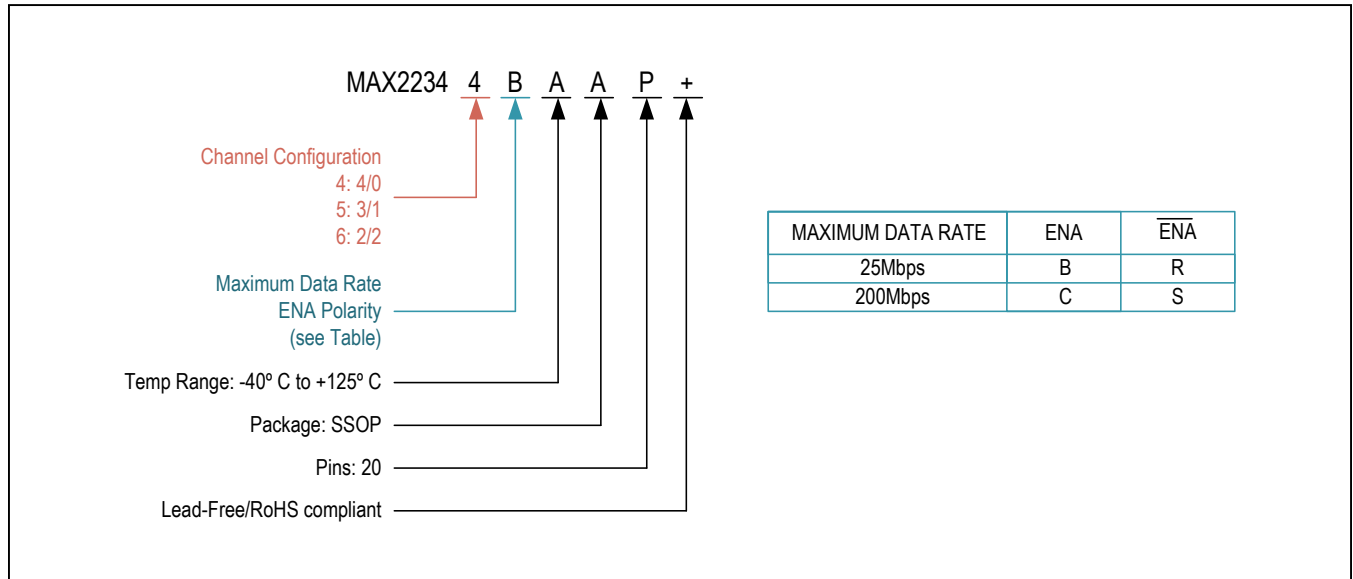 MAX2234 4 B A A P +
Channel Configuration
4: 4/0
5: 3/1
6: 2/2
Maximum Data Rate
ENA Polarity
(see Table)
Temp Range: -40º C to +125º C
Package: SSOP
Pins: 20
Lead-Free/RoHS compliant
MAXIMUM DATA RATE ENA E̅N̅A̅
25Mbps B R
200Mbps C S